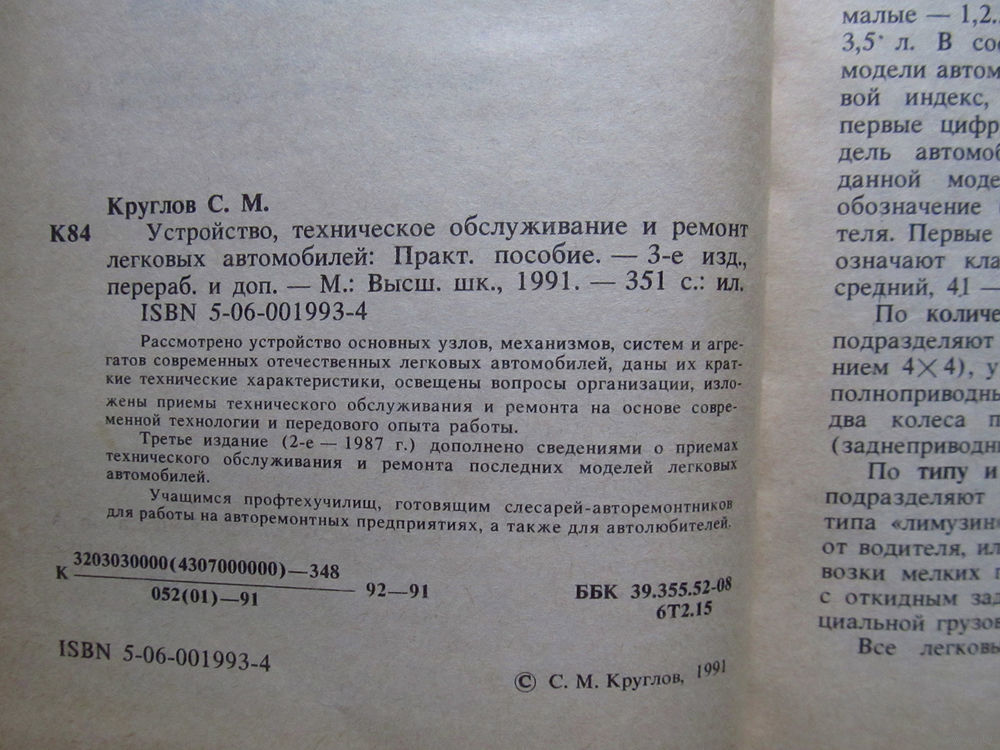 Круглов С. М.
К84 Устройство, техническое обслуживание и ремонт
легковых автомобилей: Практ. пособие. — 3-е изд.,
перераб. и доп. — М.: Высш. шк., 1991. — 351 с.: ил.
ISBN 5-06-001993-4
Рассмотрено устройство основных узлов, механизмов, систем и агре-
гатов современных отечественных легковых автомобилей, даны их крат-
кие технические характеристики, освещены вопросы организации, изло-
жены приемы технического обслуживания и ремонта на основе совре-
менной технологии и передового опыта работы.
Третье издание (2-е — 1987 г.) дополнено сведениями о приемах
технического обслуживания и ремонта последних моделей легковых
автомобилей.
Учащимся профтехучилищ, готовящим слесарей-авторемонтников
для работы на авторемонтных предприятиях, а также для автолюбителей.
К 3203030000(4307000000)—348
052(01)—91
92—91
ББК 39.355.52-08
6Т2.15
ISBN 5-06-001993-4
© С. М. Круглов, 1991
малые — 1,2.
3,5 л. В со
модели автом
вой индекс,
первые цифр
дель автомоб
данной моде
обозначение
теля. Первые
означают кла
средний, 41 —
По количе
подразделяют
нием 4×4), у
полноприводны
два колеса п
(заднеприводн
По типу и
подразделяют
типа «лимузин
от водителя, ил
возки мелких
с откидным зад
циальной грузов
Все легковы